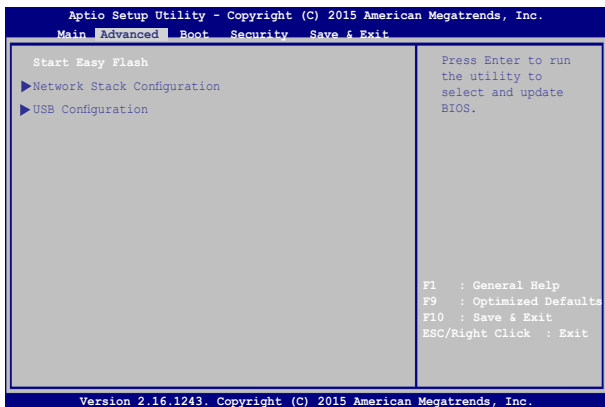 Aptio Setup Utility - Copyright (C) 2015 American Megatrends, Inc.
Main Advanced Boot Security Save & Exit
Start Easy Flash
Network Stack Configuration
USB Configuration
Press Enter to run
the utility to
select and update
BIOS.
F1 : General Help
F9 : Optimized Defaults
F10 : Save & Exit
ESC/Right Click : Exit
Version 2.16.1243. Copyright (C) 2015 American Megatrends, Inc.